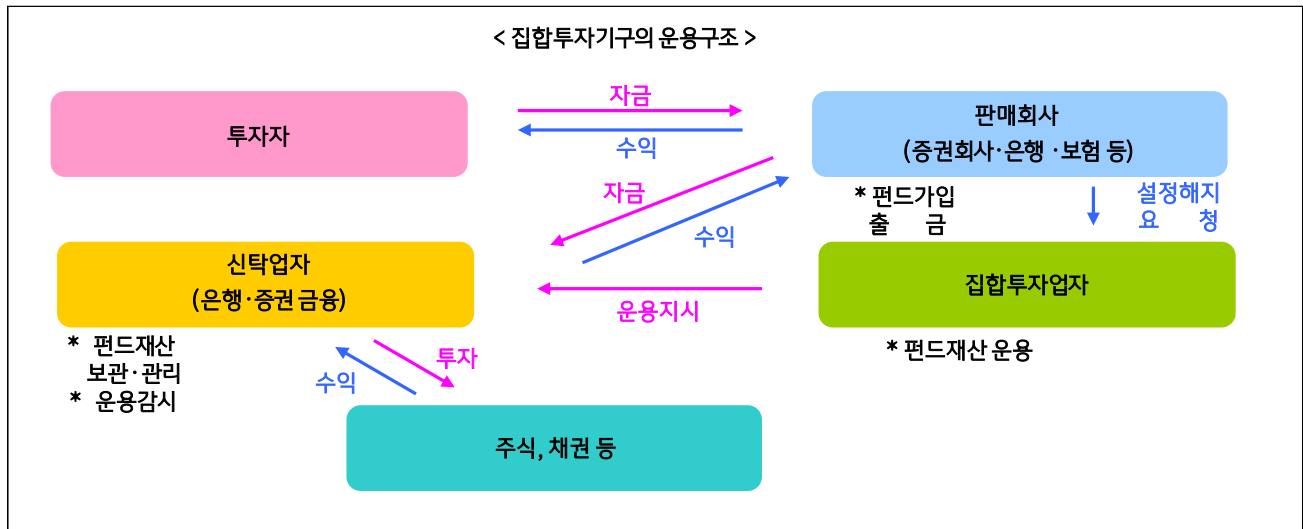 < 집합투자기구의 운용구조 >
자금
투자자
수익
판매회사
(증권회사·은행 ·보험 등)
자금
수익
* 펀드가입
출 금
설정해지
요 청
신탁업자
(은행·증권 금융)
운용지시
집합투자업자
* 펀드재산
보관·관리
* 운용감시
* 펀드재산 운용
투자
수익
주식, 채권 등